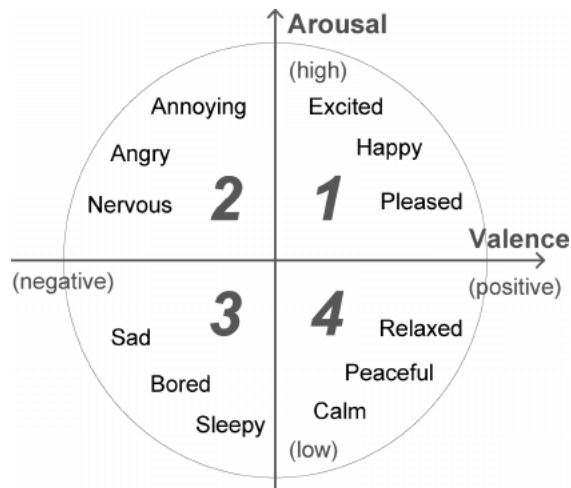 Arousal
(high)
Annoying
Excited
Angry
Happy
Nervous
2
1
Pleased
Valence
(negative)
(positive)
3
4
Sad
Relaxed
Bored
Peaceful
Sleepy
Calm
(low)